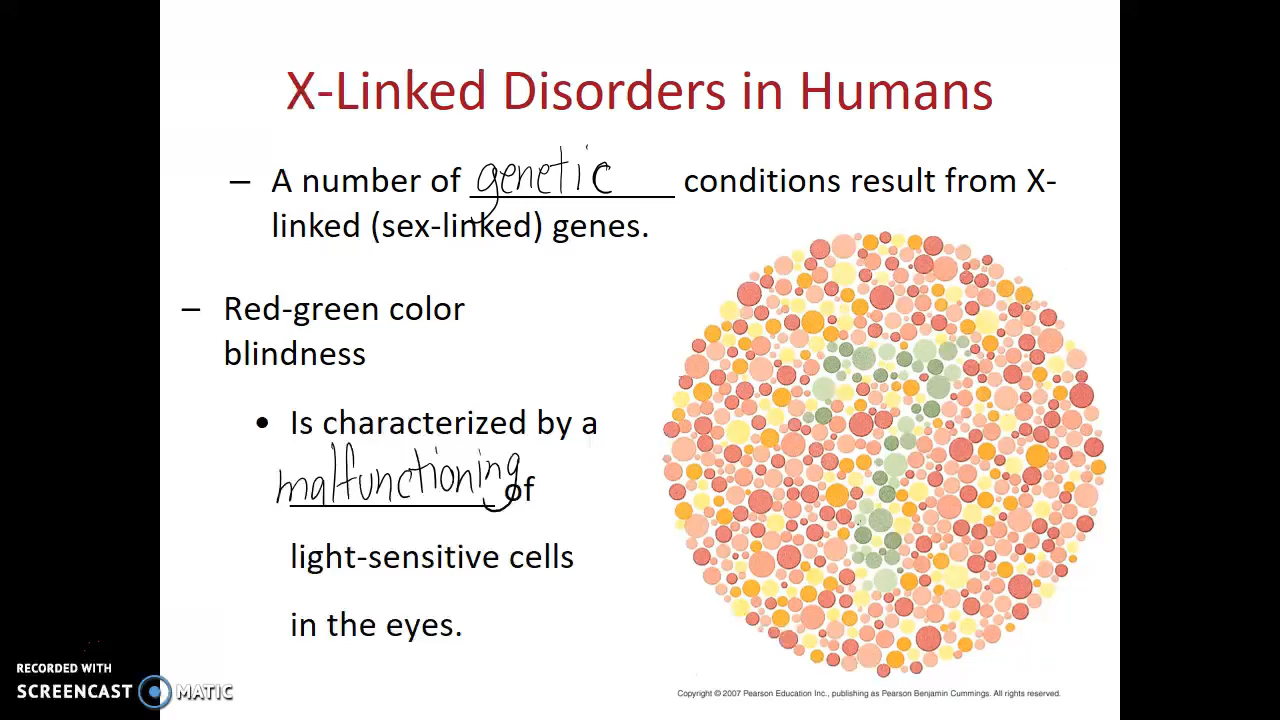 X-Linked Disorders in Humans
– A number of genetic conditions result from X-
linked (sex-linked) genes.
– Red-green color
blindness
• Is characterized by a
malfunctioning of
light-sensitive cells
in the eyes.
RECORDED WITH
SCREENCAST MATIC
Copyright © 2007 Pearson Education Inc., publishing as Pearson Benjamin Cummings. All rights reserved.